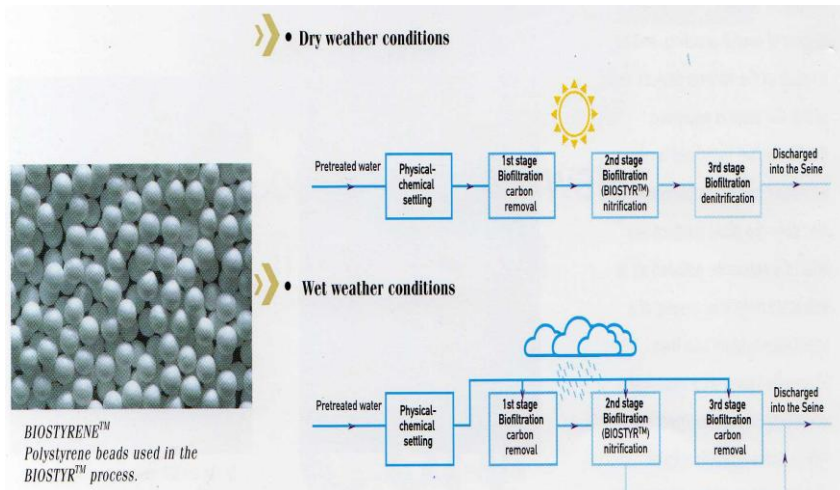 • Dry weather conditions
Pretreated water
Physical-
chemical
settling
1st stage
Biofiltration
carbon
removal
2nd stage
Biofiltration
(BIOSTYR™)
nitrification
3rd stage
Biofiltration
denitrification
Discharged
into the Seine
• Wet weather conditions
Pretreated water
Physical-
chemical
settling
1st stage
Biofiltration
carbon
removal
2nd stage
Biofiltration
(BIOSTYR™)
nitrification
3rd stage
Biofiltration
carbon
removal
Discharged
into the Seine
BIOSTYRENE™
Polystyrene beads used in the
BIOSTYR™ process.